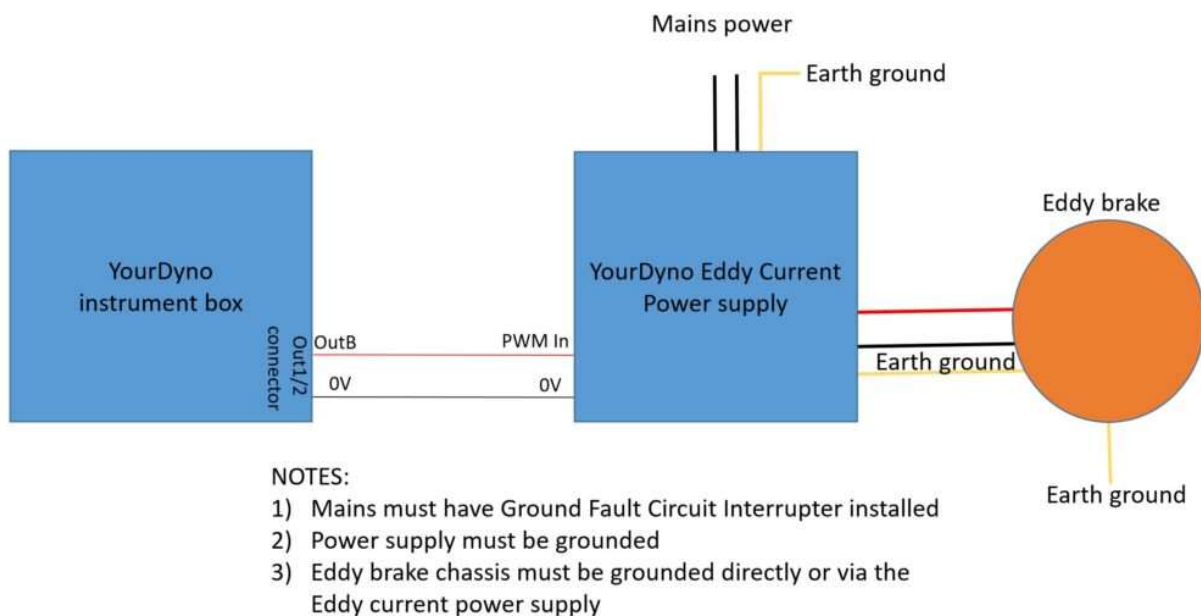 Mains power
Earth ground
Eddy brake
YourDyno
instrument box
YourDyno Eddy Current
Power supply
Out1/2
connector
OutB
PWM In
0V
0V
Earth ground
Earth ground
NOTES:
1) Mains must have Ground Fault Circuit Interrupter installed
2) Power supply must be grounded
3) Eddy brake chassis must be grounded directly or via the
Eddy current power supply